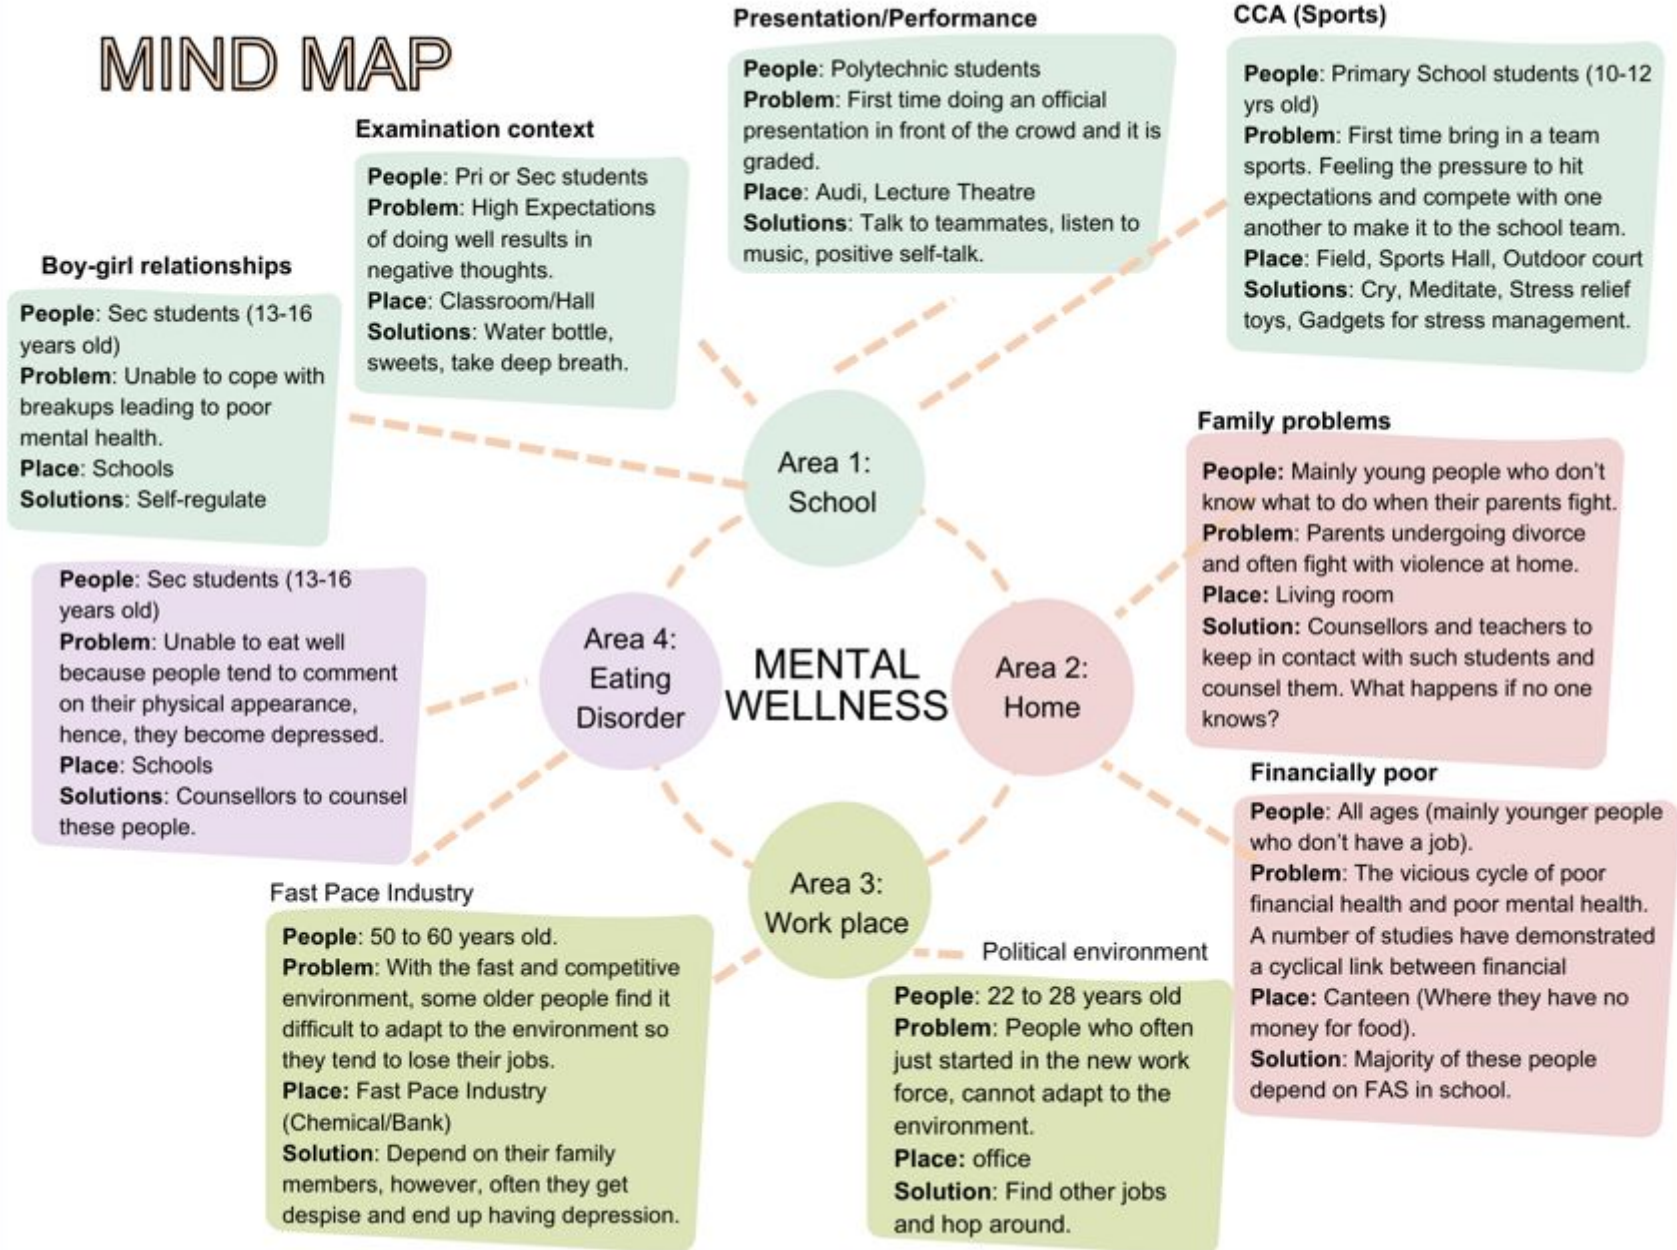 MIND MAP
Presentation/Performance
People: Polytechnic students
Problem: First time doing an official
presentation in front of the crowd and it is
graded.
Place: Audi, Lecture Theatre
Solutions: Talk to teammates, listen to
music, positive self-talk.
CCA (Sports)
People: Primary School students (10-12
yrs old)
Problem: First time bring in a team
sports. Feeling the pressure to hit
expectations and compete with one
another to make it to the school team.
Place: Field, Sports Hall, Outdoor court
Solutions: Cry, Meditate, Stress relief
toys, Gadgets for stress management.
Examination context
People: Pri or Sec students
Problem: High Expectations
of doing well results in
negative thoughts.
Place: Classroom/Hall
Solutions: Water bottle,
sweets, take deep breath.
Boy-girl relationships
People: Sec students (13-16
years old)
Problem: Unable to cope with
breakups leading to poor
mental health.
Place: Schools
Solutions: Self-regulate
Area 1:
School
Family problems
People: Mainly young people who don't
know what to do when their parents fight.
Problem: Parents undergoing divorce
and often fight with violence at home.
Place: Living room
Solution: Counsellors and teachers to
keep in contact with such students and
counsel them. What happens if no one
knows?
People: Sec students (13-16
years old)
Problem: Unable to eat well
because people tend to comment
on their physical appearance,
hence, they become depressed.
Place: Schools
Solutions: Counsellors to counsel
these people.
Area 4:
Eating
Disorder
MENTAL
WELLNESS
Area 2:
Home
Financially poor
People: All ages (mainly younger people
who don't have a job).
Problem: The vicious cycle of poor
financial health and poor mental health.
A number of studies have demonstrated
a cyclical link between financial
Place: Canteen (Where they have no
money for food).
Solution: Majority of these people
depend on FAS in school.
Area 3:
Work place
Fast Pace Industry
People: 50 to 60 years old.
Problem: With the fast and competitive
environment, some older people find it
difficult to adapt to the environment so
they tend to lose their jobs.
Place: Fast Pace Industry
(Chemical/Bank)
Solution: Depend on their family
members, however, often they get
despise and end up having depression.
Political environment
People: 22 to 28 years old
Problem: People who often
just started in the new work
force, cannot adapt to the
environment.
Place: office
Solution: Find other jobs
and hop around.